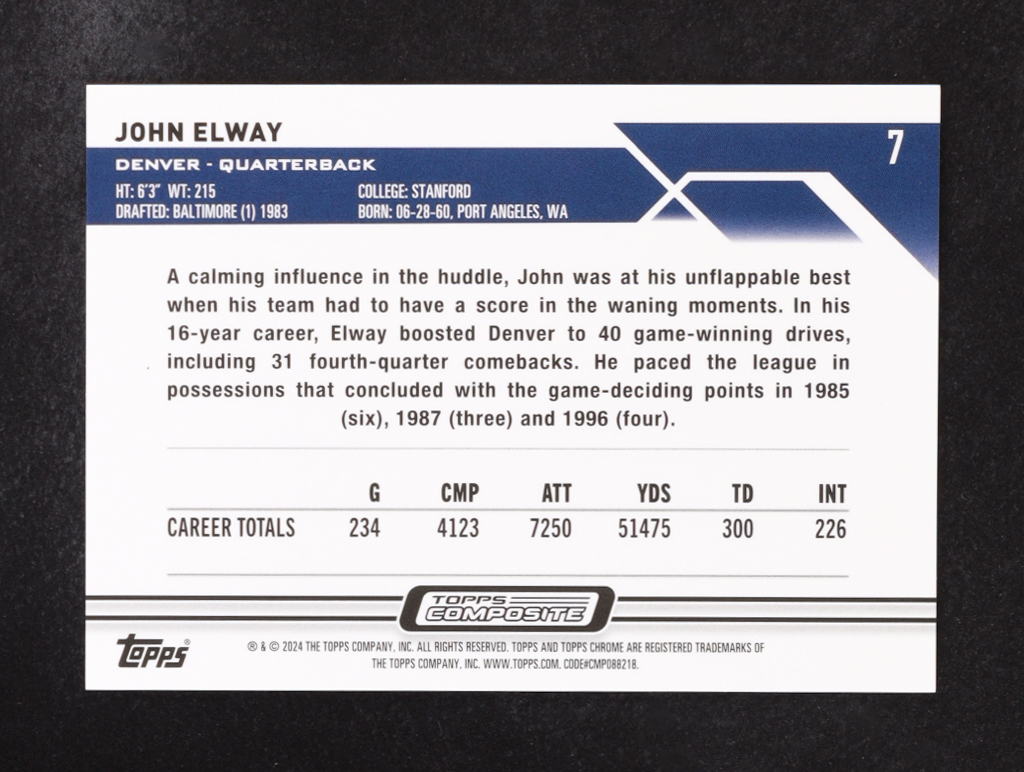 JOHN ELWAY
7
DENVER - QUARTERBACK
HT: 6'3" WT: 215
COLLEGE: STANFORD
DRAFTED: BALTIMORE (1) 1983
BORN: 06-28-60, PORT ANGELES, WA
A calming influence in the huddle, John was at his unflappable best
when his team had to have a score in the waning moments. In his
16-year career, Elway boosted Denver to 40 game-winning drives,
including 31 fourth-quarter comebacks. He paced the league in
possessions that concluded with the game-deciding points in 1985
(six), 1987 (three) and 1996 (four).
G CMP ATT YDS TD INT
CAREER TOTALS 234 4123 7250 51475 300 226
TOPPS
COMPOSITE
Topps®
® & © 2024 THE TOPPS COMPANY, INC. ALL RIGHTS RESERVED. TOPPS AND TOPPS CHROME ARE REGISTERED TRADEMARKS OF
THE TOPPS COMPANY, INC. WWW.TOPPS.COM. CODE#CMP088218.